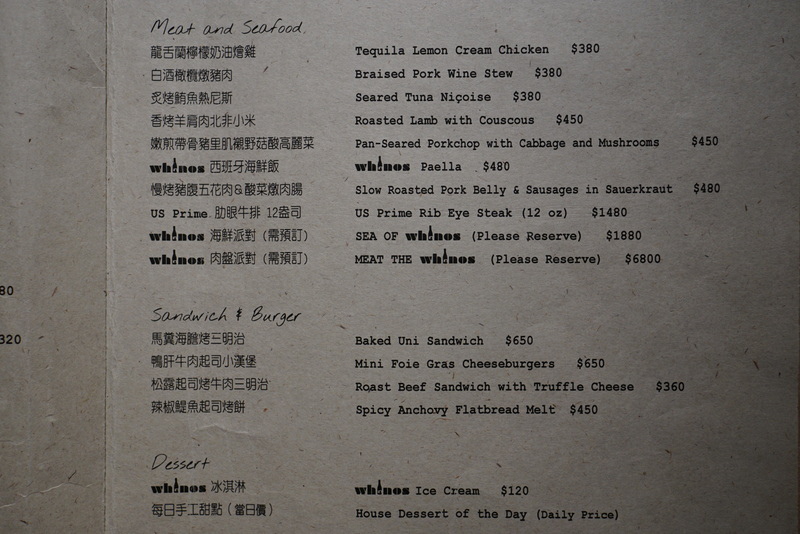 Meat and Seafood
龍舌蘭檸檬奶油燴雞 Tequila Lemon Cream Chicken $380
白酒橄欖燉豬肉 Braised Pork Wine Stew $380
炙烤鮪魚熱尼斯 Seared Tuna Niçoise $380
香烤羊肩肉北非小米 Roasted Lamb with Couscous $450
嫩煎帶骨豬里肌襯野菇酸高麗菜 Pan-Seared Porkchop with Cabbage and Mushrooms $450
whinos 西班牙海鮮飯 whinos Paella $480
慢烤豬腹五花肉&酸菜燉肉腸 Slow Roasted Pork Belly & Sausages in Sauerkraut $480
US Prime 肋眼牛排 12盎司 US Prime Rib Eye Steak (12 oz) $1480
whinos 海鮮派對 (需預訂) SEA OF whinos (Please Reserve) $1880
whinos 肉盤派對 (需預訂) MEAT THE whinos (Please Reserve) $6800
80
Sandwich & Burger
320
馬糞海膽烤三明治 Baked Uni Sandwich $650
鴨肝牛肉起司小漢堡 Mini Foie Gras Cheeseburgers $650
松露起司烤牛肉三明治 Roast Beef Sandwich with Truffle Cheese $360
辣椒鯷魚起司烤餅 Spicy Anchovy Flatbread Melt $450
Dessert
whinos 冰淇淋 whinos Ice Cream $120
每日手工甜點 (當日價) House Dessert of the Day (Daily Price)